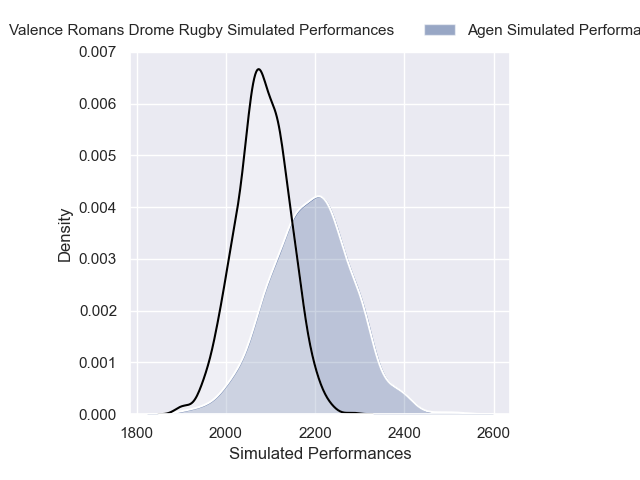 Valence Romans Drome Rugby Simulated Performances
Agen Simulated Performa
0.007
0.006
0.005
0.004
0.003
0.002
0.001
0.000
Density
1800 2000 2200 2400 2600
Simulated Performances